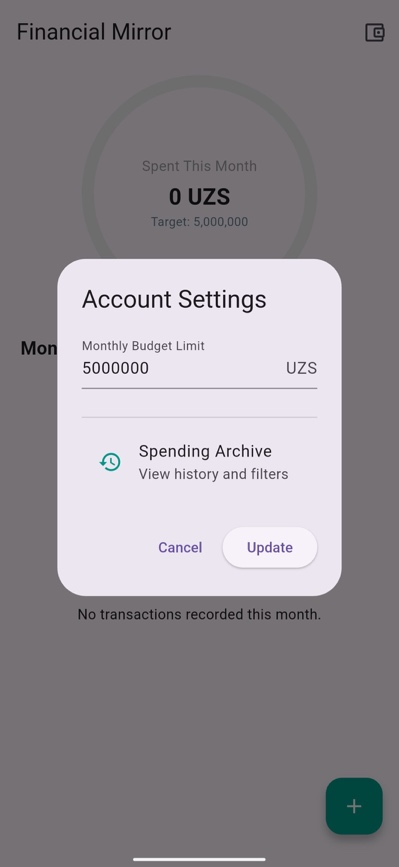 Financial Mirror
Spent This Month
0 UZS
Target: 5,000,000
Account Settings
Mon
Monthly Budget Limit
5000000 UZS
Spending Archive
View history and filters
Cancel Update
No transactions recorded this month.